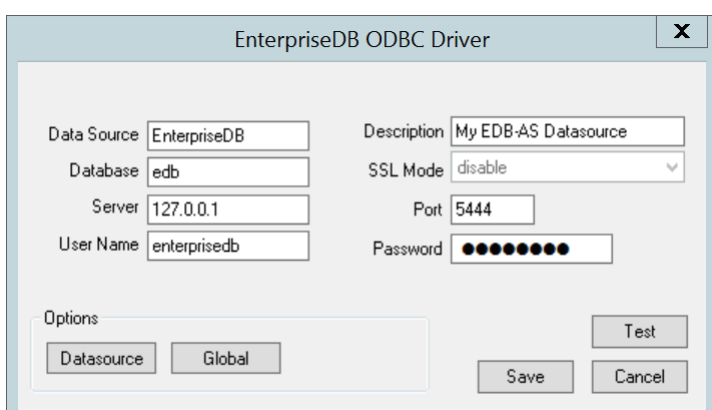 EnterpriseDB ODBC Driver
X
Data Source EnterpriseDB Description My EDB-AS Datasource
Database edb SSL Mode disable
Server 127.0.0.1 Port 5444
User Name enterprisedb Password ●●●●●●●●
Options
Datasource Global Test
Save Cancel